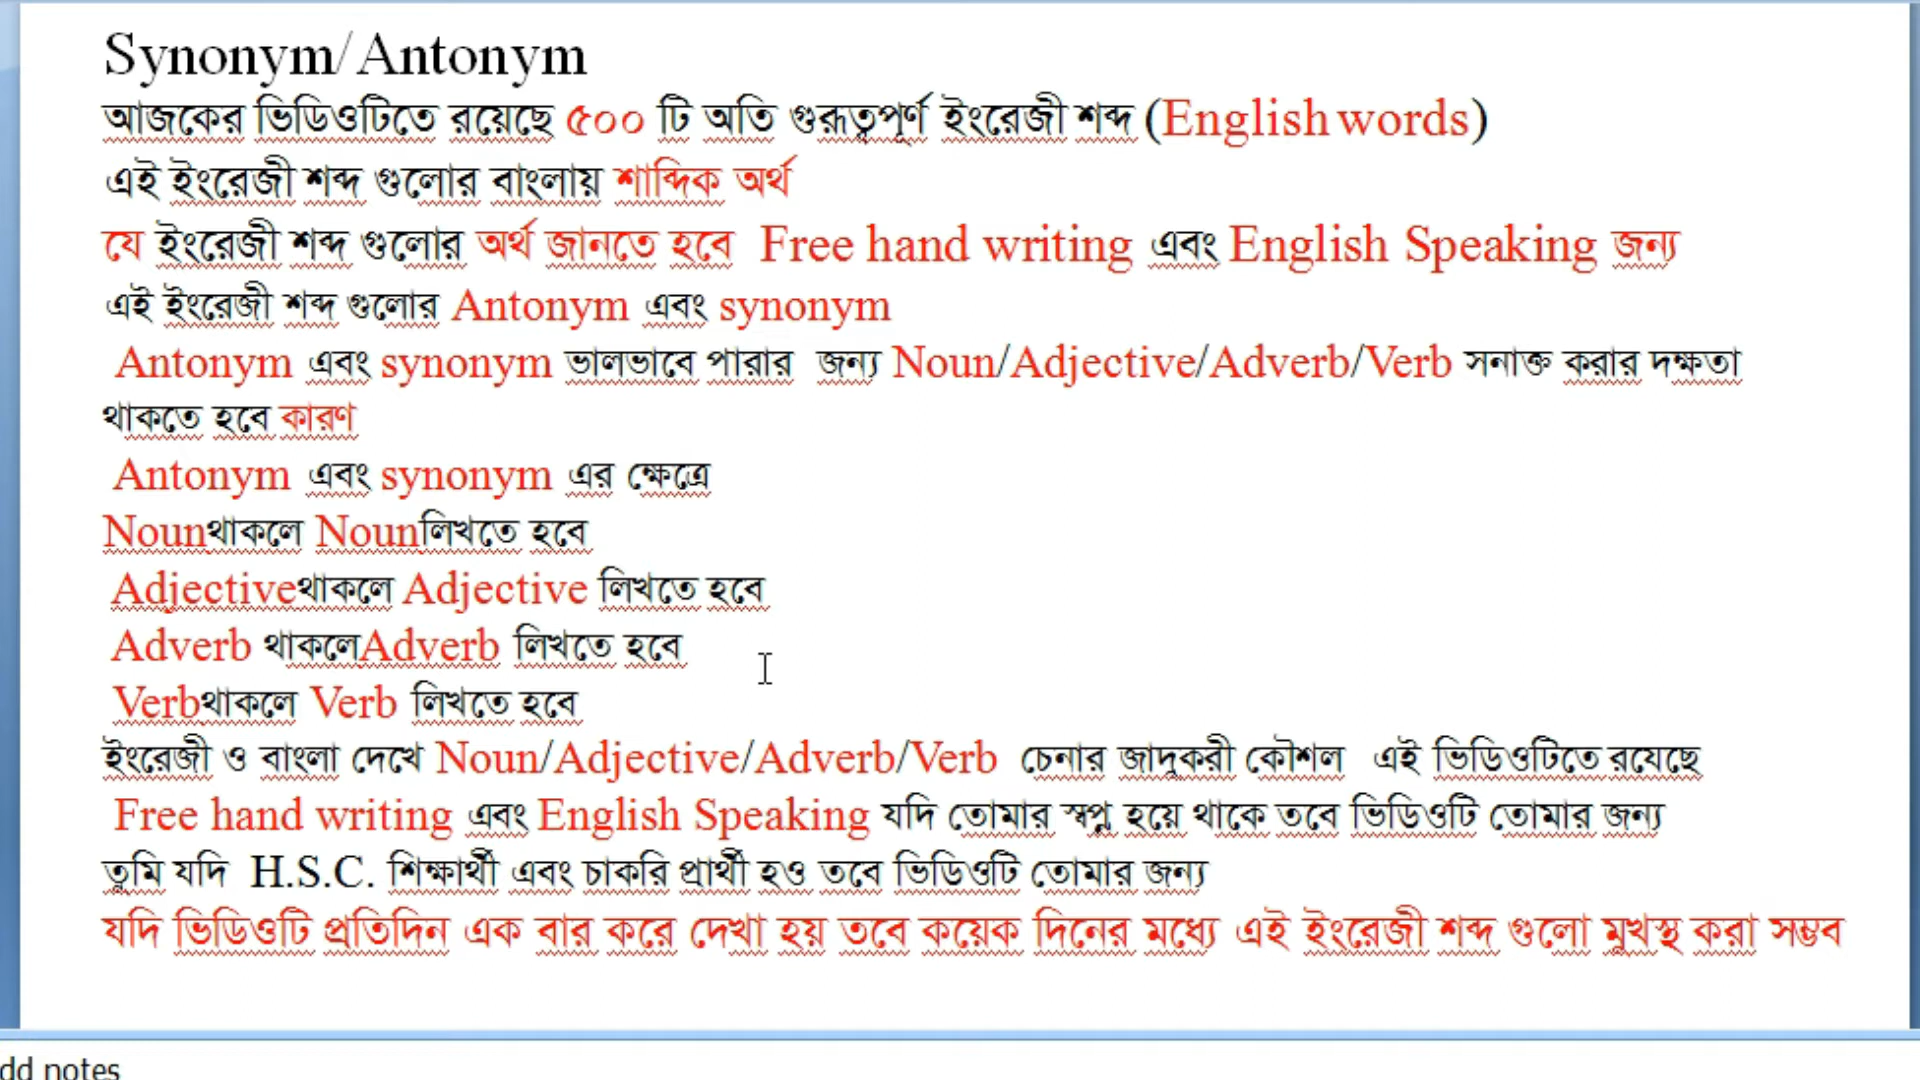 Synonym/Antonym
আজকের ভিডিওটিতে রয়েছে ৫০০ টি অতি গুরূত্বপূর্ণ ইংরেজী শব্দ (English words)
এই ইংরেজী শব্দ গুলোর বাংলায় শাব্দিক অর্থ
যে ইংরেজী শব্দ গুলোর অর্থ জানতে হবে Free hand writing এবং English Speaking জন্য
এই ইংরেজী শব্দ গুলোর Antonym এবং synonym
Antonym এবং synonym ভালভাবে পারার জন্য Noun/Adjective/Adverb/Verb সনাক্ত করার দক্ষতা
থাকতে হবে কারণ
Antonym এবং synonym এর ক্ষেত্রে
Nounথাকলে Nounলিখতে হবে
Adjectiveথাকলে Adjective লিখতে হবে
Adverb থাকলেAdverb লিখতে হবে
Verbথাকলে Verb লিখতে হবে
ইংরেজী ও বাংলা দেখে Noun/Adjective/Adverb/Verb চেনার জাদুকরী কৌশল এই ভিডিওটিতে রযেছে
Free hand writing এবং English Speaking যদি তোমার স্বপ্ন হয়ে থাকে তবে ভিডিওটি তোমার জন্য
তুমি যদি H.S.C. শিক্ষার্থী এবং চাকরি প্রার্থী হও তবে ভিডিওটি তোমার জন্য
যদি ভিডিওটি প্রতিদিন এক বার করে দেখা হয় তবে কয়েক দিনের মধ্যে এই ইংরেজী শব্দ গুলো মুখস্থ করা সম্ভব
dd notes